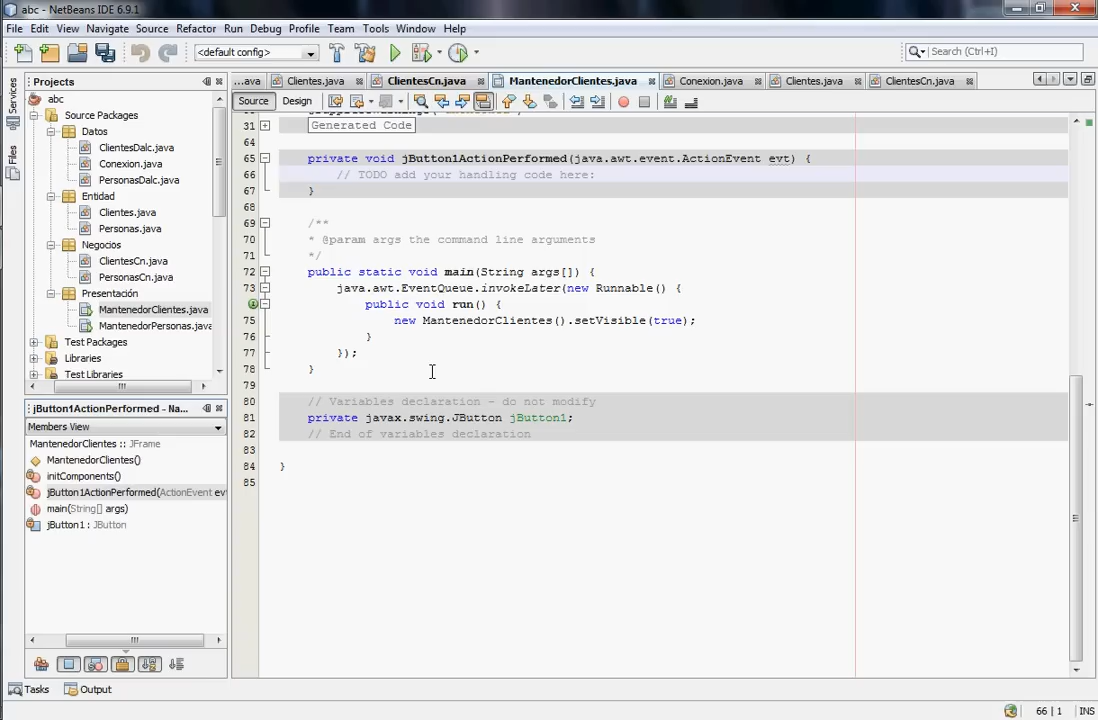 abc - NetBeans IDE 6.9.1
File Edit View Navigate Source Refactor Run Debug Profile Team Tools Window Help
<default config>
Search (Ctrl+I)
Services
Files
Projects
abc
Source Packages
Datos
ClientesDalc.java
Conexion.java
PersonasDalc.java
Entidad
Clientes.java
Personas.java
Negocios
ClientesCn.java
PersonasCn.java
Presentación
MantenedorClientes.java
MantenedorPersonas.java
Test Packages
Libraries
Test Libraries
jButton1ActionPerformed - Na...
Members View
MantenedorClientes :: JFrame
MantenedorClientes()
initComponents()
jButton1ActionPerformed(ActionEvent ev
main(String[] args)
jButton1 : JButton
...ava Clientes.java ClientesCn.java MantenedorClientes.java Conexion.java Clientes.java ClientesCn.java
Source Design
31 Generated Code
64
65 private void jButton1ActionPerformed(java.awt.event.ActionEvent evt) {
66 // TODO add your handling code here:
67 }
68
69 /**
70 * @param args the command line arguments
71 */
72 public static void main(String args[]) {
73 java.awt.EventQueue.invokeLater(new Runnable() {
public void run() {
75 new MantenedorClientes().setVisible(true);
76 }
77 });
78 }
79
80 // Variables declaration - do not modify
81 private javax.swing.JButton jButton1;
82 // End of variables declaration
83
84 }
85
Tasks Output
66 | 1 INS